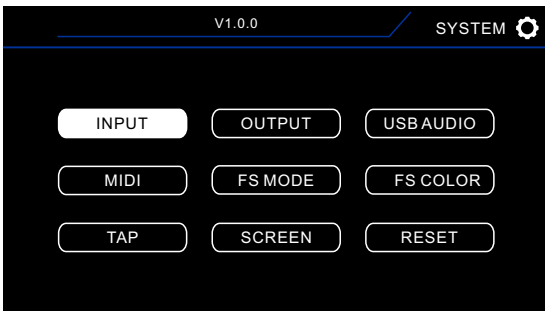 V1.0.0 SYSTEM
INPUT OUTPUT USB AUDIO
MIDI FS MODE FS COLOR
TAP SCREEN RESET